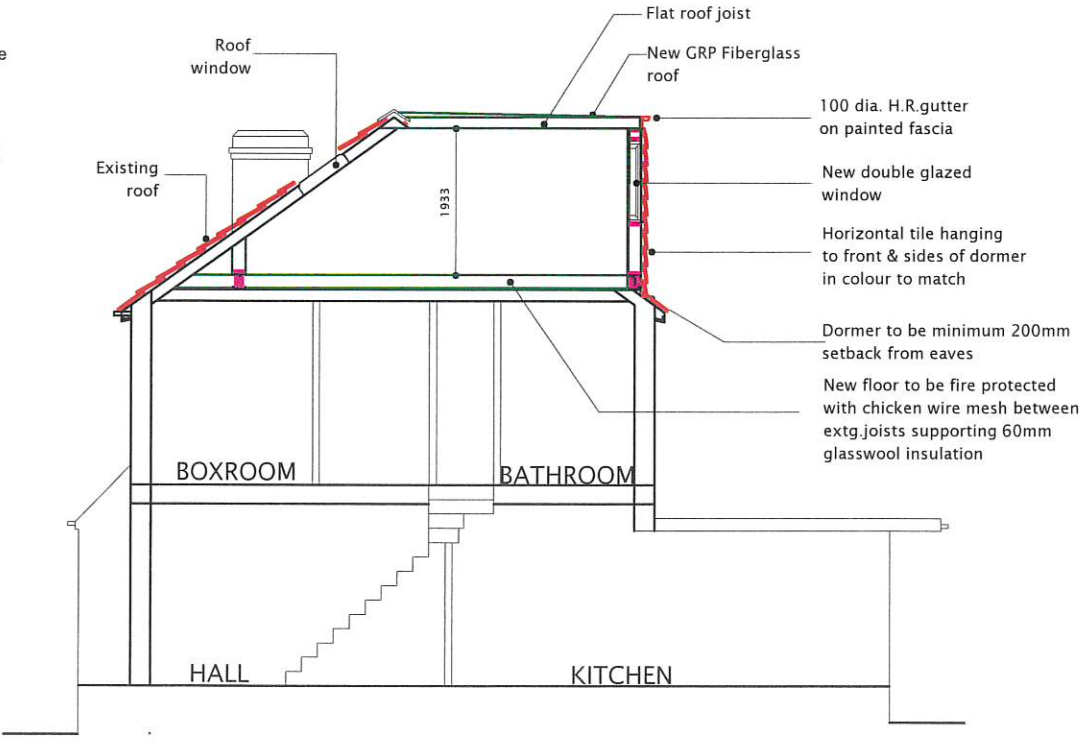 e
Roof
window
Existing
roof
Flat roof joist
New GRP Fiberglass
roof
100 dia. H.R.gutter
on painted fascia
New double glazed
window
Horizontal tile hanging
to front & sides of dormer
in colour to match
Dormer to be minimum 200mm
setback from eaves
New floor to be fire protected
with chicken wire mesh between
extg.joists supporting 60mm
glasswool insulation
1933
BOXROOM
BATHROOM
HALL
KITCHEN